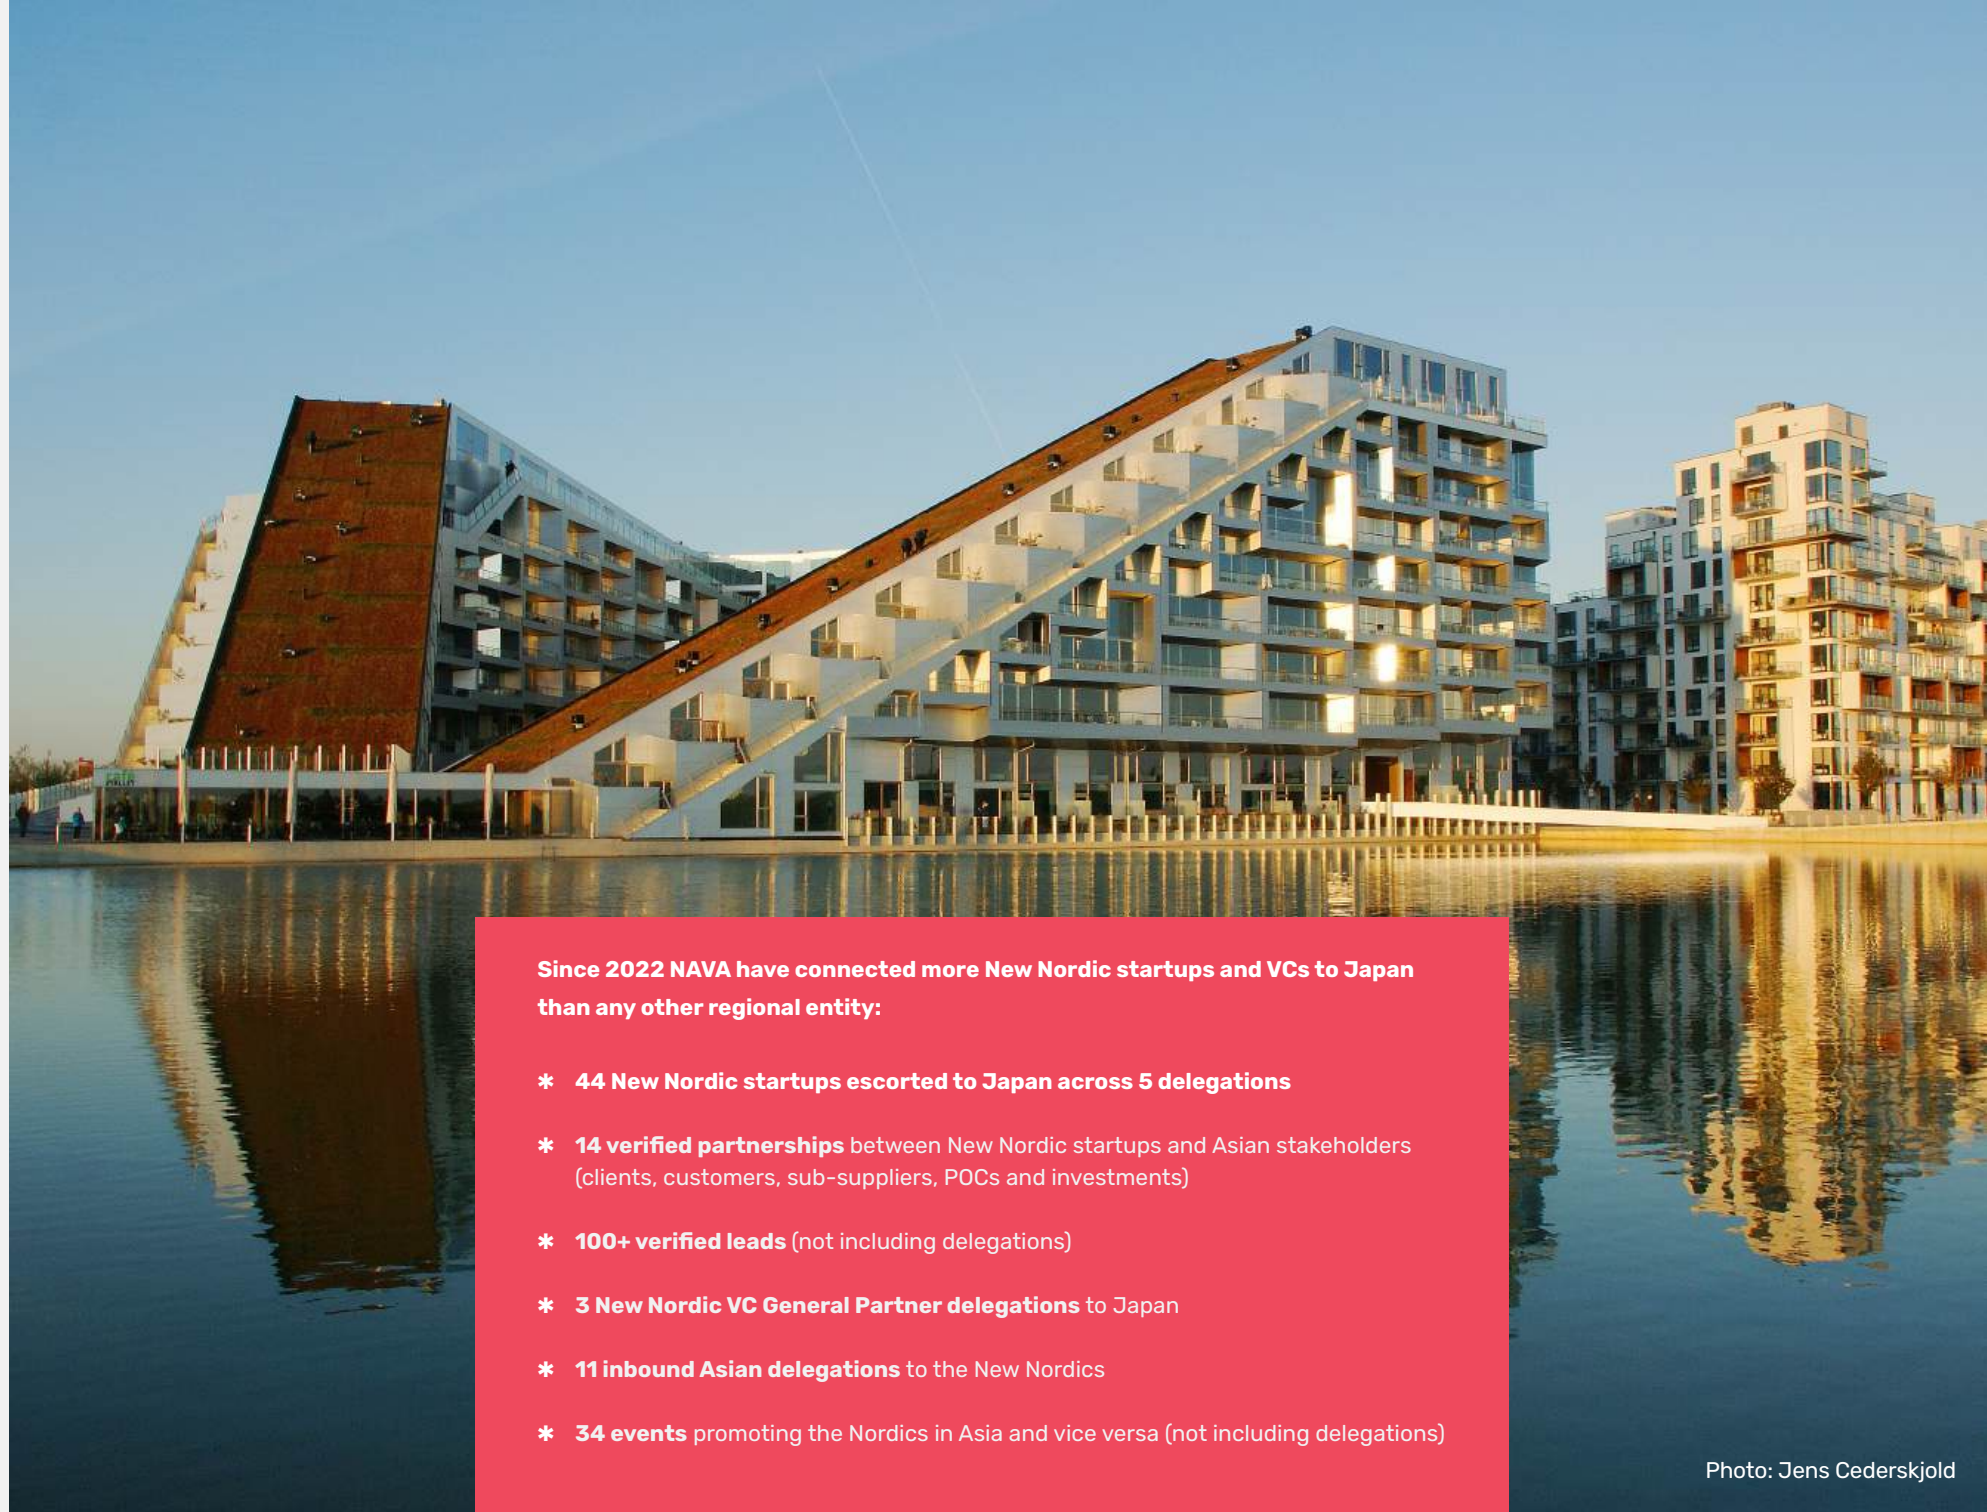 Since 2022 NAVA have connected more New Nordic startups and VCs to Japan
than any other regional entity:
✱ 44 New Nordic startups escorted to Japan across 5 delegations
✱ 14 verified partnerships between New Nordic startups and Asian stakeholders
(clients, customers, sub-suppliers, POCs and investments)
✱ 100+ verified leads (not including delegations)
✱ 3 New Nordic VC General Partner delegations to Japan
✱ 11 inbound Asian delegations to the New Nordics
✱ 34 events promoting the Nordics in Asia and vice versa (not including delegations)
Photo: Jens Cederskjold